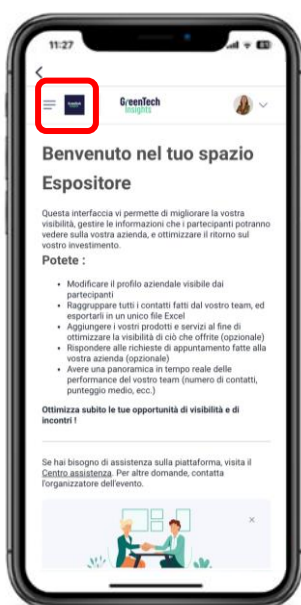 11:27
GreenTech
Insights
Benvenuto nel tuo spazio
Espositore
Questa interfaccia vi permette di migliorare la vostra
visibilità, gestire le informazioni che i partecipanti potranno
vedere sulla vostra azienda, e ottimizzare il ritorno sul
vostro investimento.
Potete :
• Modificare il profilo aziendale visibile dai
partecipanti
• Raggruppare tutti i contatti fatti dal vostro team, ed
esportarli in un unico file Excel
• Aggiungere i vostri prodotti e servizi al fine di
ottimizzare la visibilità di ciò che offrite (opzionale)
• Rispondere alle richieste di appuntamento fatte alla
vostra azienda (opzionale)
• Avere una panoramica in tempo reale delle
performance del vostro team (numero di contatti,
punteggio medio, ecc.)
Ottimizza subito le tue opportunità di visibilità e di
incontri !
Se hai bisogno di assistenza sulla piattaforma, visita il
Centro assistenza. Per altre domande, contatta
l'organizzatore dell'evento.